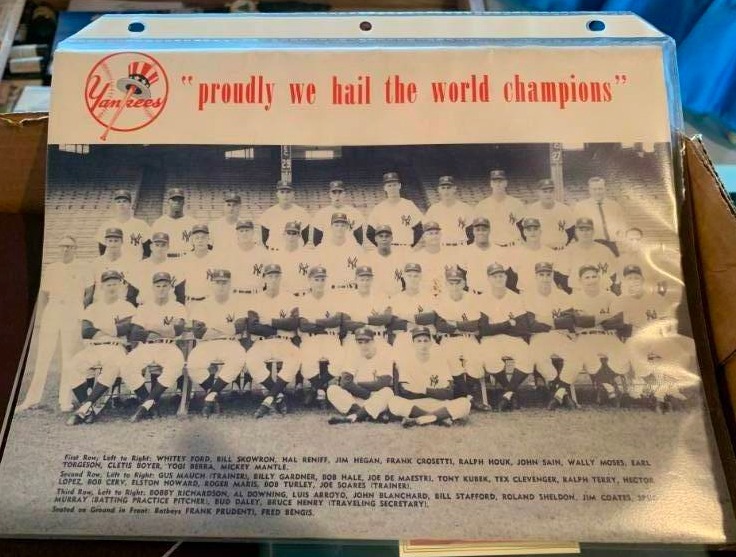 Yankees
"proudly we hail the world champions"
First Row, Left to Right: WHITEY FORD, BILL SKOWRON, HAL RENIFF, JIM HEGAN, FRANK CROSETTI, RALPH HOUK, JOHN SAIN, WALLY MOSES, EARL
TORGESON, CLETIS BOYER, YOGI BERRA, MICKEY MANTLE.
Second Row, Left to Right: GUS MAUCH (TRAINER), BILLY GARDNER, BOB HALE, JOE DE MAESTRI, TONY KUBEK, TEX CLEVENGER, RALPH TERRY, HECTOR
LOPEZ, BOB CERV, ELSTON HOWARD, ROGER MARIS, BOB TURLEY, JOE SOARES (TRAINER).
Third Row, Left to Right: BOBBY RICHARDSON, AL DOWNING, LUIS ARROYO, JOHN BLANCHARD, BILL STAFFORD, ROLAND SHELDON, JIM COATES, SPUD
MURRAY (BATTING PRACTICE PITCHER), BUD DALEY, BRUCE HENRY (TRAVELING SECRETARY).
Seated on Ground in Front: Batboys FRANK PRUDENTI, FRED BENGIS.